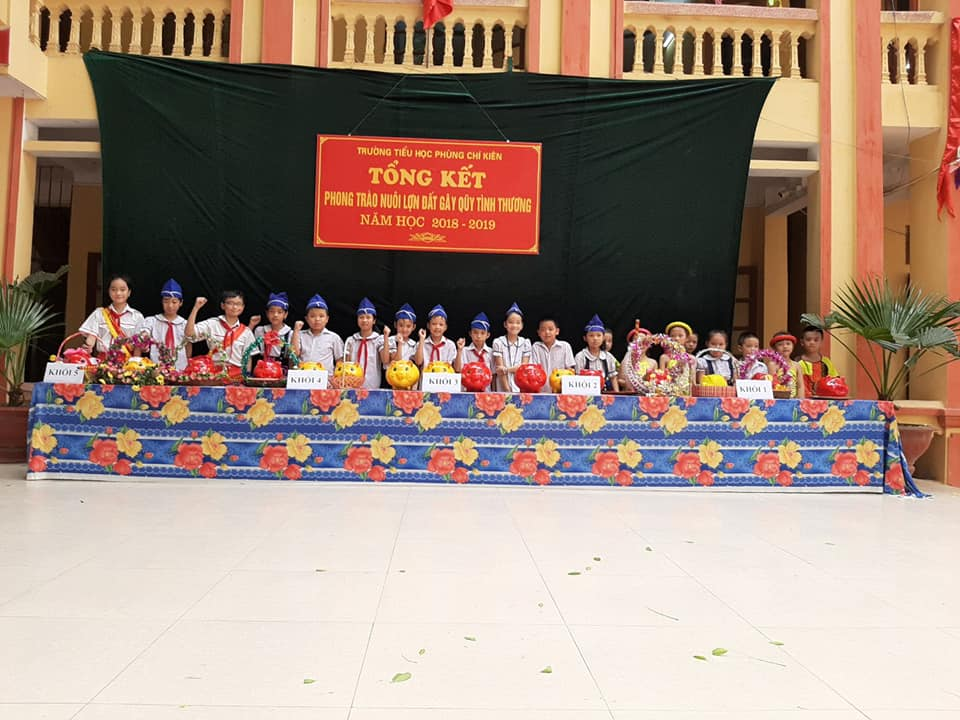 TRƯỜNG TIỂU HỌC PHÙNG CHÍ KIÊN
TỔNG KẾT
PHONG TRÀO NUÔI LỢN ĐẤT GÂY QŨY TÌNH THƯƠNG
NĂM HỌC 2018 - 2019
KHỐI 5
KHỐI 4
KHỐI 3
KHỐI 2
KHỐI 1